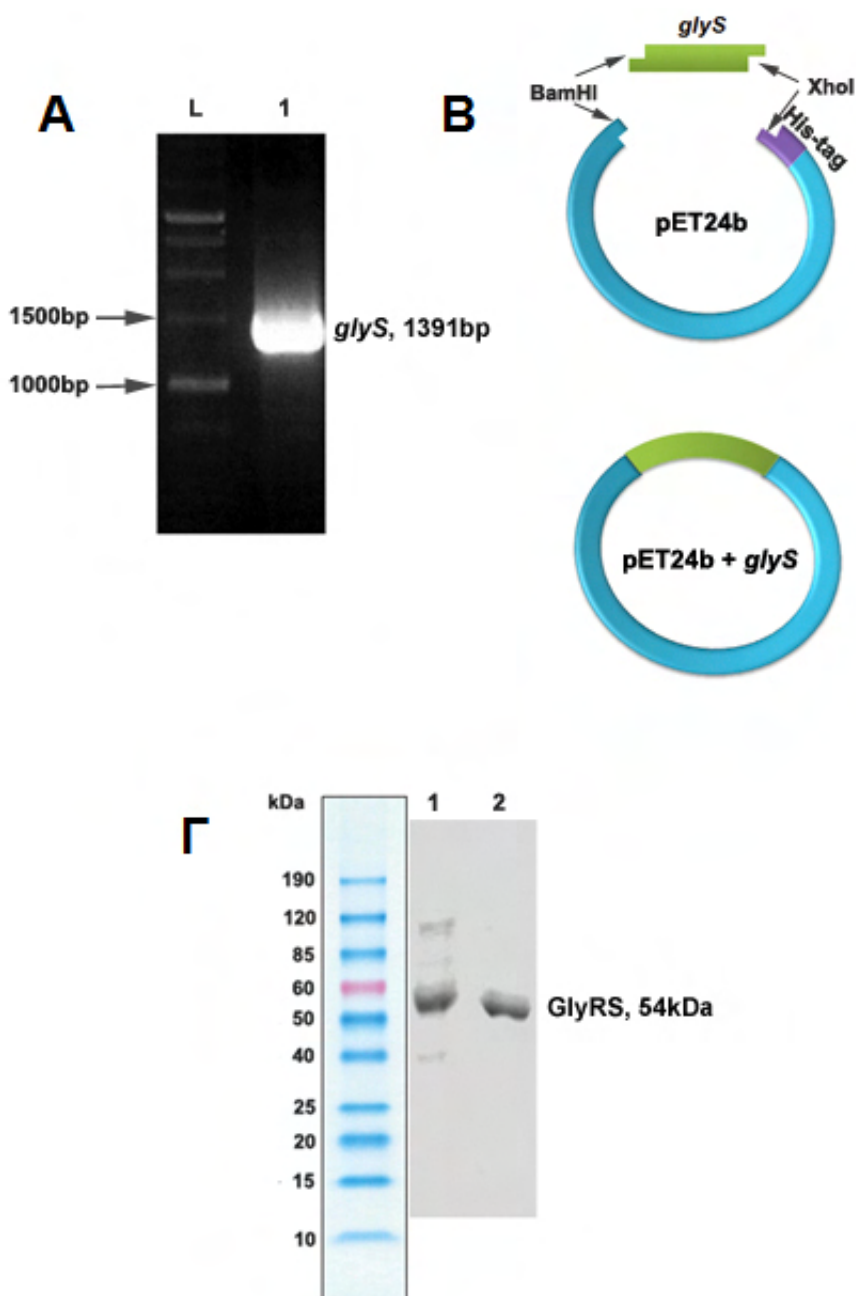 A
L
1
1500bp
1000bp
glyS, 1391bp
B
glyS
BamHI
XhoI
His-tag
pET24b
pET24b + glyS
Γ
kDa
1
2
190
120
85
60
50
40
25
20
15
10
GlyRS, 54kDa